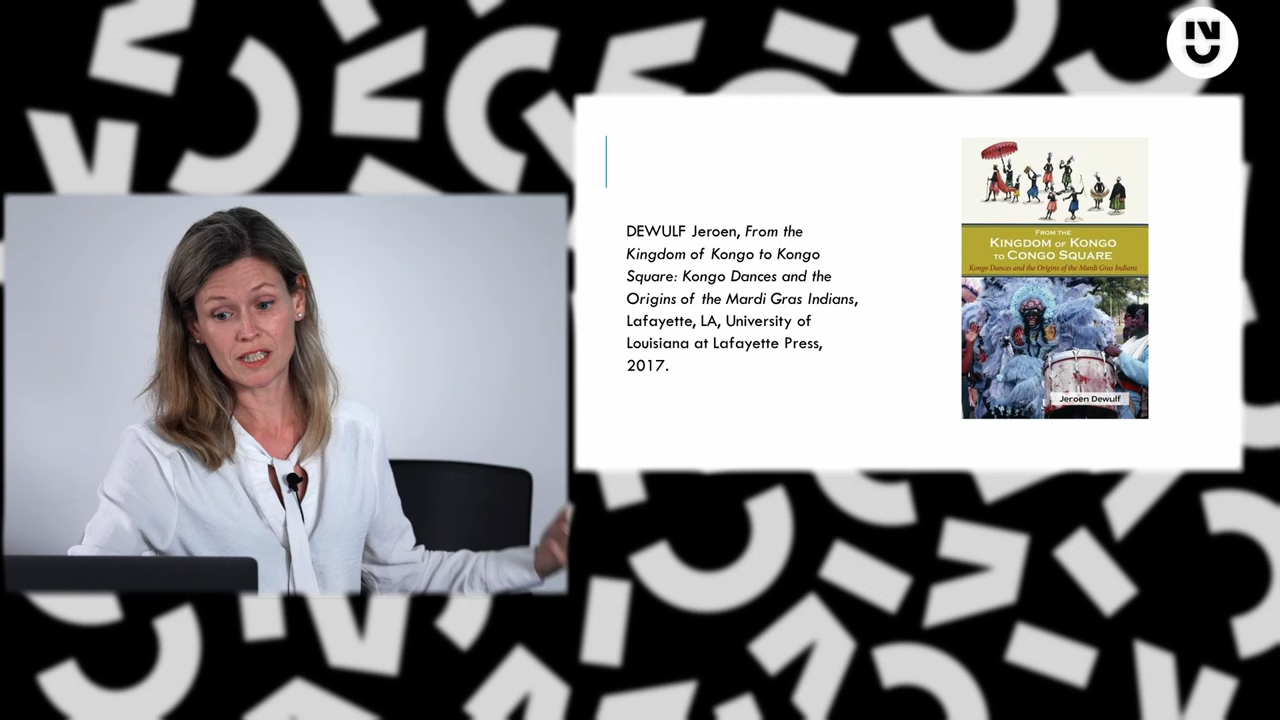 DEWULF Jeroen, From the
Kingdom of Kongo to Kongo
Square: Kongo Dances and the
Origins of the Mardi Gras Indians,
Lafayette, LA, University of
Louisiana at Lafayette Press,
2017.
FROM THE
KINGDOM OF KONGO
TO CONGO SQUARE
Kongo Dances and the Origins of the Mardi Gras Indians
Jeroen Dewulf